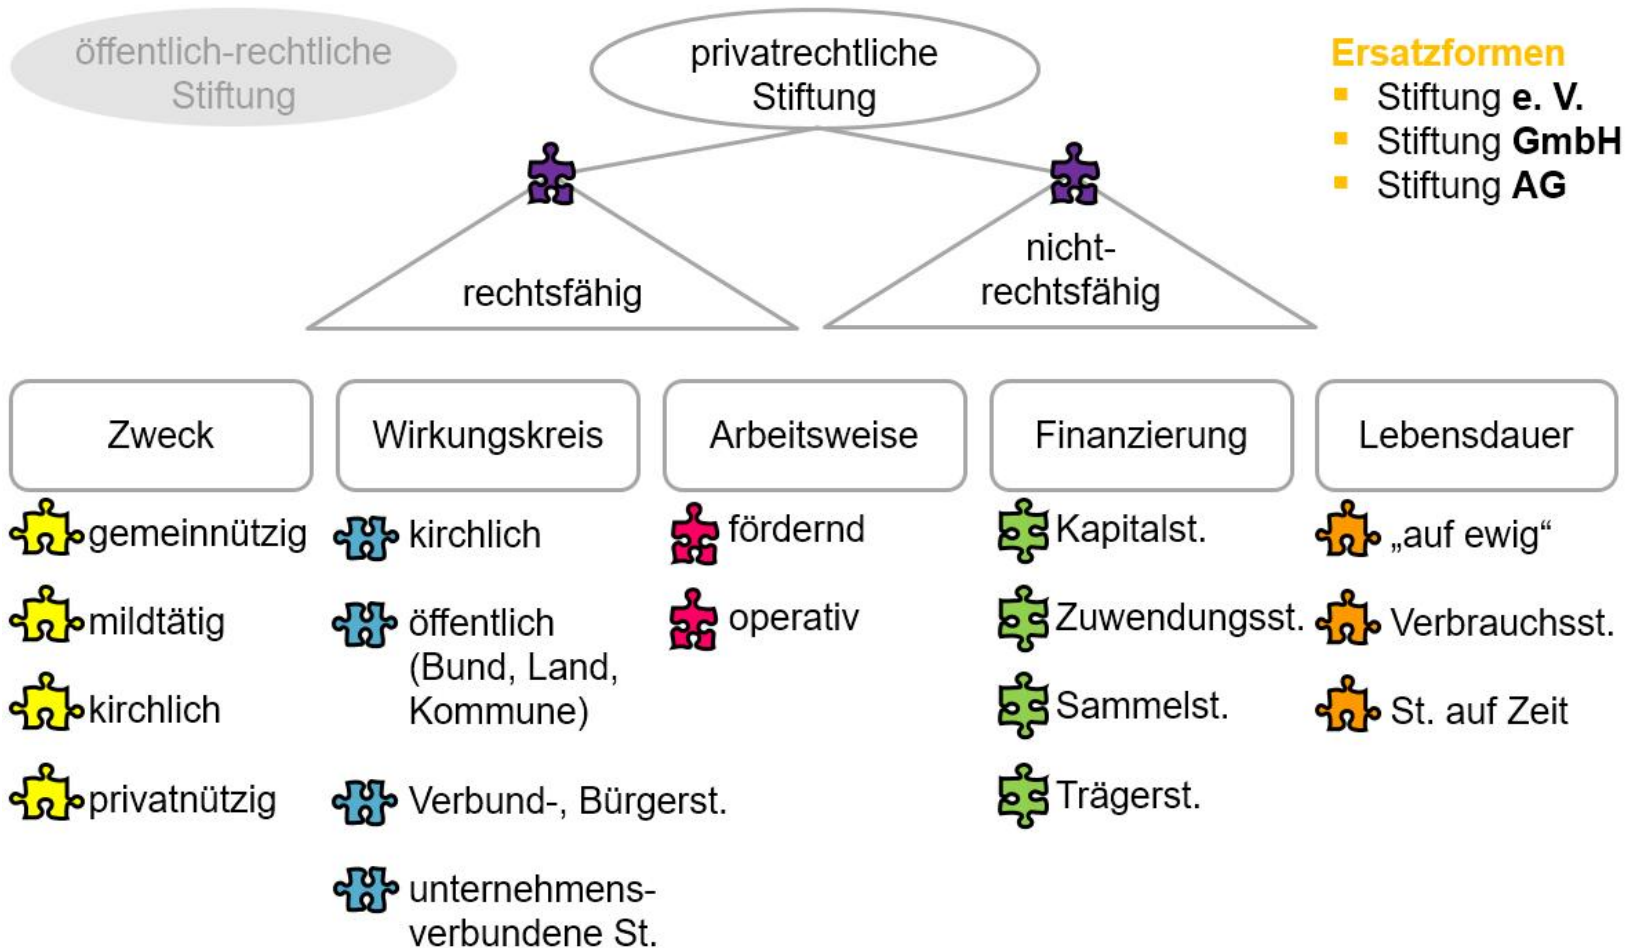 öffentlich-rechtliche
Stiftung
privatrechtliche
Stiftung
Ersatzformen
Stiftung e. V.
Stiftung GmbH
Stiftung AG
rechtsfähig
nicht-
rechtsfähig
Zweck
gemeinnützig
mildtätig
kirchlich
privatnützig
Wirkungskreis
kirchlich
öffentlich
(Bund, Land,
Kommune)
Verbund-, Bürgerst.
unternehmens-
verbundene St.
Arbeitsweise
fördernd
operativ
Finanzierung
Kapitalst.
Zuwendungsst.
Sammelst.
Trägerst.
Lebensdauer
„auf ewig“
Verbrauchsst.
St. auf Zeit